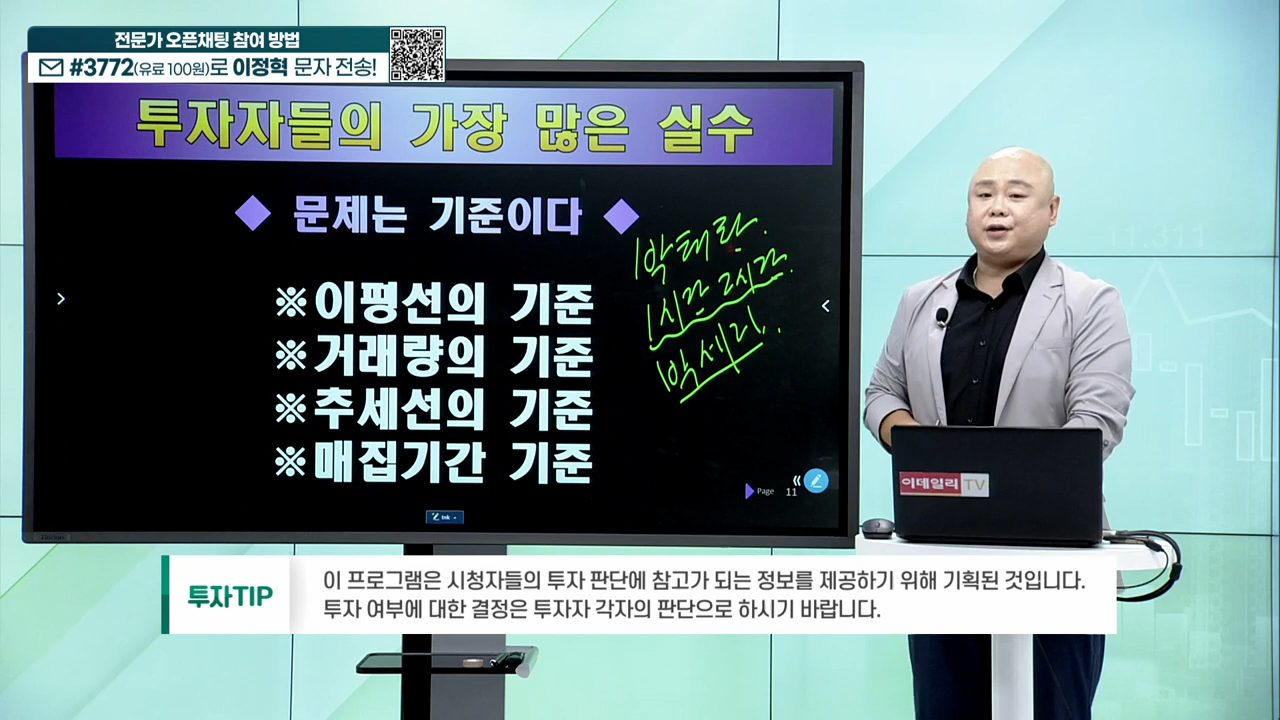 전문가 오픈채팅 참여 방법
#3772(유료 100원)로 이정혁 문자 전송!
투자자들의 가장 많은 실수
◆ 문제는 기준이다 ◆
※이평선의 기준
※거래량의 기준
※추세선의 기준
※매집기간 기준
박태환.
1시간 2시간.
박세리.
Page 11
Ink
이데일리TV
투자TIP
이 프로그램은 시청자들의 투자 판단에 참고가 되는 정보를 제공하기 위해 기획된 것입니다.
투자 여부에 대한 결정은 투자자 각자의 판단으로 하시기 바랍니다.